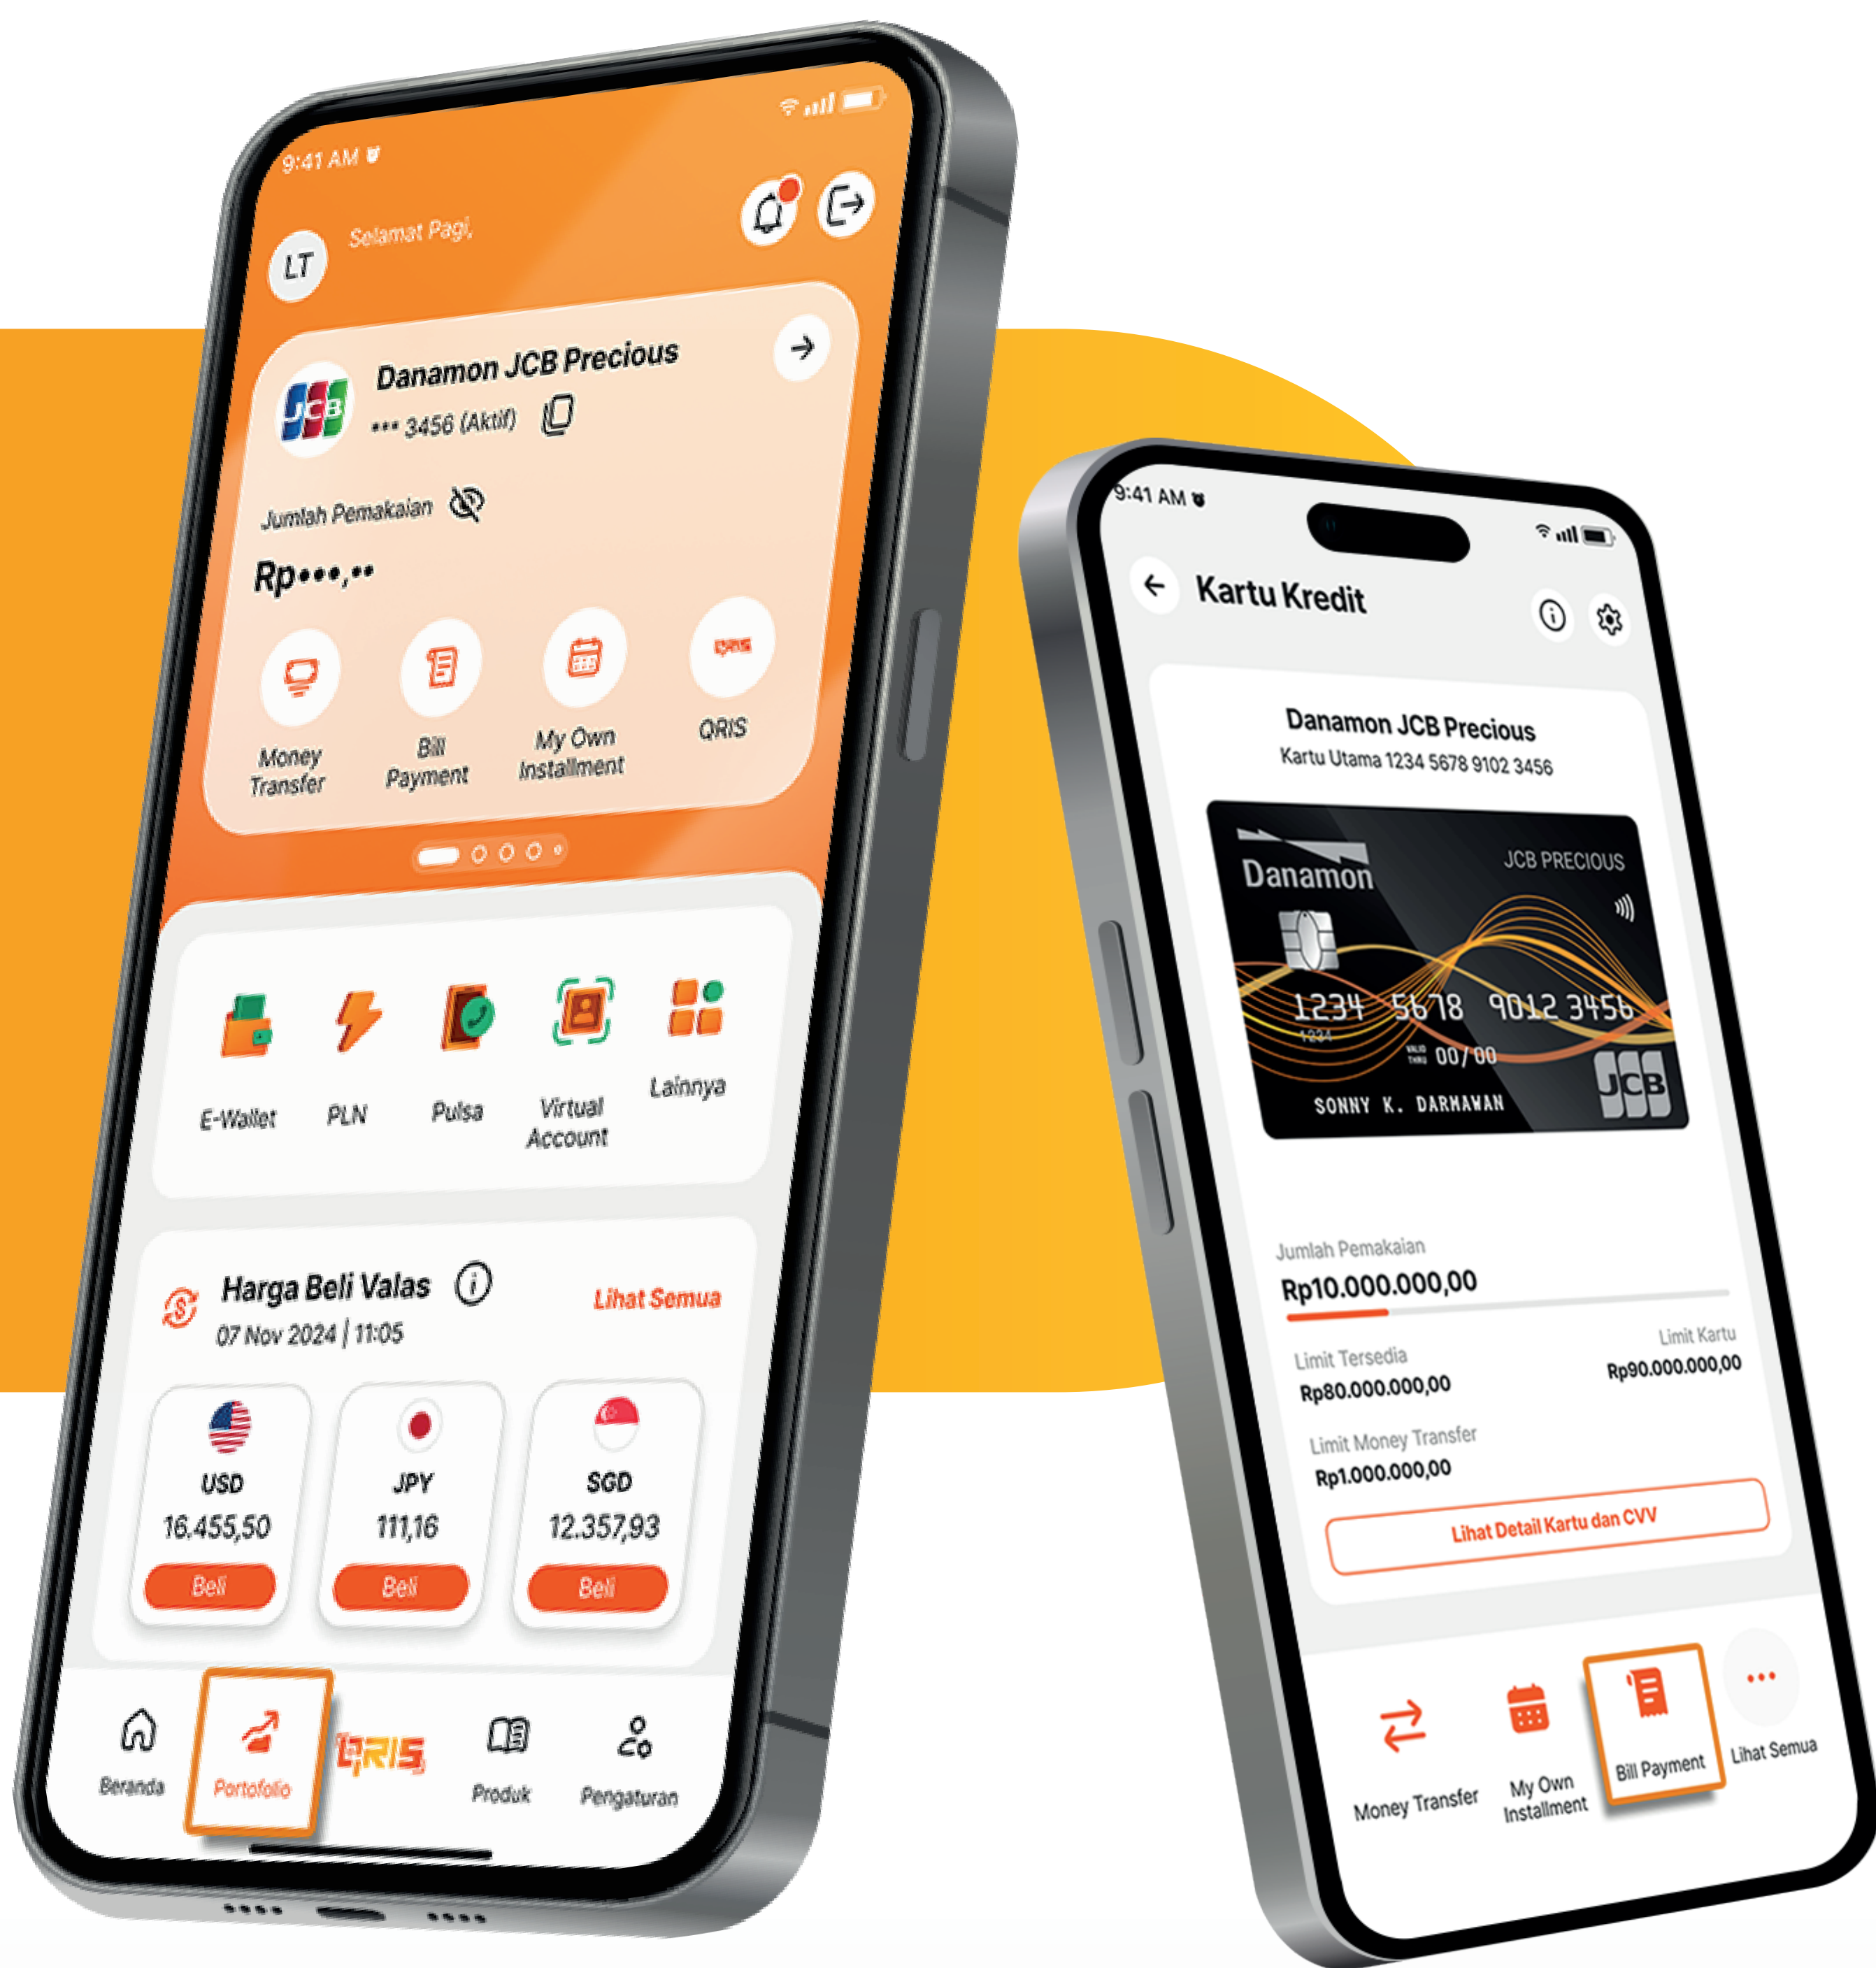 9:41 AM
LT
Selamat Pagi,
JCB
Danamon JCB Precious
••• 3456 (Aktif)
Jumlah Pemakaian
Rp•••,••
QRIS
Money
Transfer
Bill
Payment
My Own
Installment
QRIS
E-Wallet
PLN
Pulsa
Virtual
Account
Lainnya
Harga Beli Valas
Lihat Semua
07 Nov 2024 | 11:05
USD
16.455,50
Beli
JPY
111,16
Beli
SGD
12.357,93
Beli
Beranda
Portofolio
QRIS
Produk
Pengaturan
9:41 AM
Kartu Kredit
Danamon JCB Precious
Kartu Utama 1234 5678 9102 3456
Danamon
JCB PRECIOUS
1234 5678 9012 3456
1234
VALID THRU 00/00
SONNY K. DARMAWAN
JCB
Jumlah Pemakaian
Rp10.000.000,00
Limit Tersedia
Rp80.000.000,00
Limit Kartu
Rp90.000.000,00
Limit Money Transfer
Rp1.000.000,00
Lihat Detail Kartu dan CVV
Money Transfer
My Own
Installment
Bill Payment
Lihat Semua